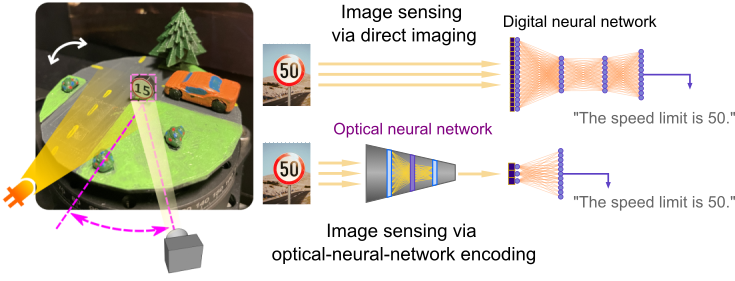 Image sensing
via direct imaging
Digital neural network
15
50
"The speed limit is 50."
Optical neural network
50
"The speed limit is 50."
Image sensing via
optical-neural-network encoding